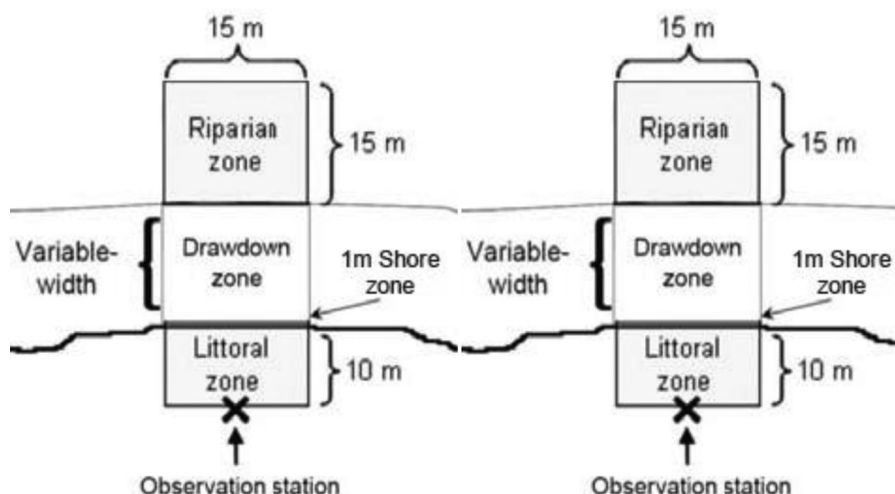 15 m
Riparian
zone
15 m
Variable-
width
Drawdown
zone
1m Shore
zone
Littoral
zone
10 m
Observation station
15 m
Riparian
zone
15 m
Variable-
width
Drawdown
zone
1m Shore
zone
Littoral
zone
10 m
Observation station